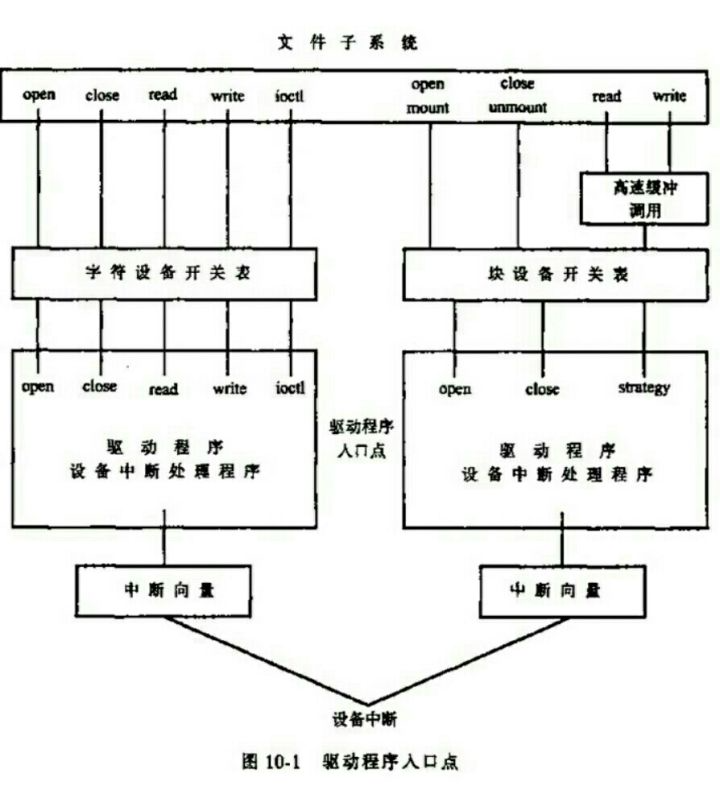 文件子系统
open close read write ioctl open close read write
mount unmount
高速缓冲
调用
字符设备开关表 块设备开关表
open close read write ioctl open close strategy
驱动程序
入口点
驱动程序 驱动程序
设备中断处理程序 设备中断处理程序
中断向量 中断向量
设备中断
图 10-1 驱动程序入口点